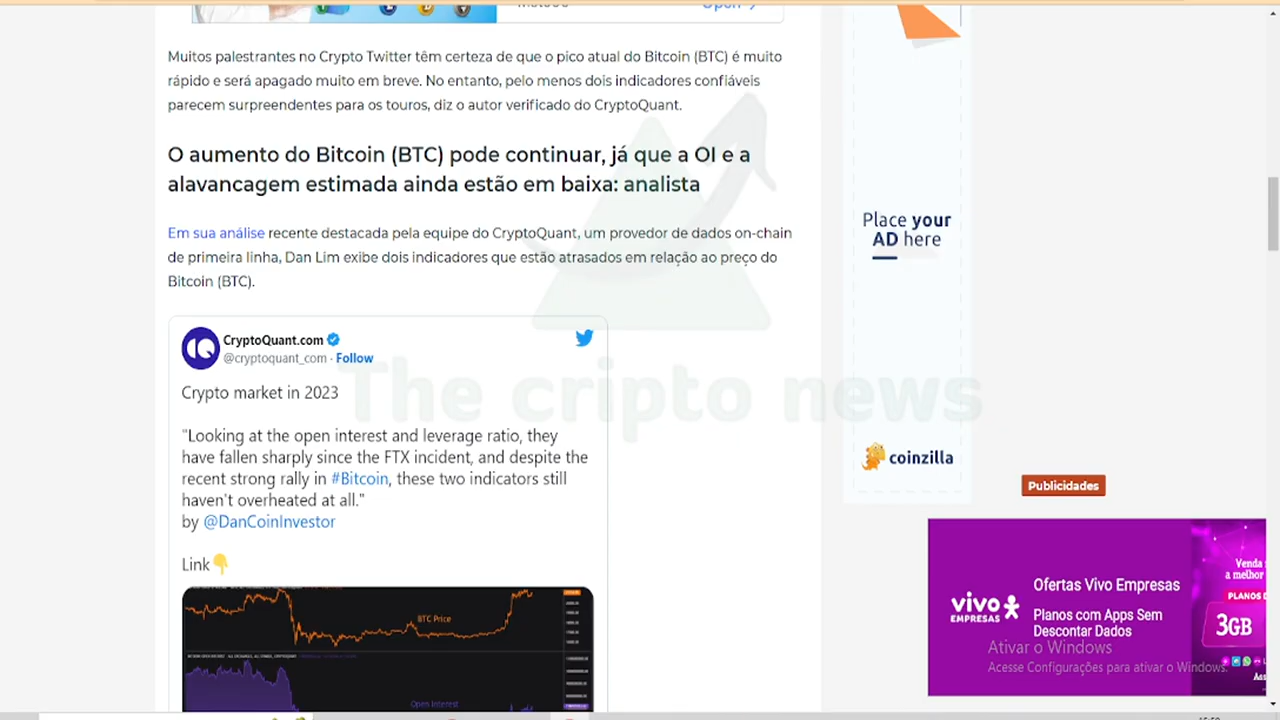 Muitos palestrantes no Crypto Twitter têm certeza de que o pico atual do Bitcoin (BTC) é muito
rápido e será apagado muito em breve. No entanto, pelo menos dois indicadores confiáveis
parecem surpreendentes para os touros, diz o autor verificado do CryptoQuant.
O aumento do Bitcoin (BTC) pode continuar, já que a OI e a
alavancagem estimada ainda estão em baixa: analista
Em sua análise recente destacada pela equipe do CryptoQuant, um provedor de dados on-chain
de primeira linha, Dan Lim exibe dois indicadores que estão atrasados em relação ao preço do
Bitcoin (BTC).
CryptoQuant.com
@cryptoquant_com · Follow
Crypto market in 2023
"Looking at the open interest and leverage ratio, they
have fallen sharply since the FTX incident, and despite the
recent strong rally in #Bitcoin, these two indicators still
haven't overheated at all."
by @DanCoinInvestor
Link👇
BTC Price
Open Interest
The cripto news
Place your
AD here
coinzilla
Publicidades
vivo
EMPRESAS
Ofertas Vivo Empresas
Planos com Apps Sem
Descontar Dados
Venda
a melhor
PLANOS
3GB
Ativar o Windows
Acesse Configurações para ativar o Windows.